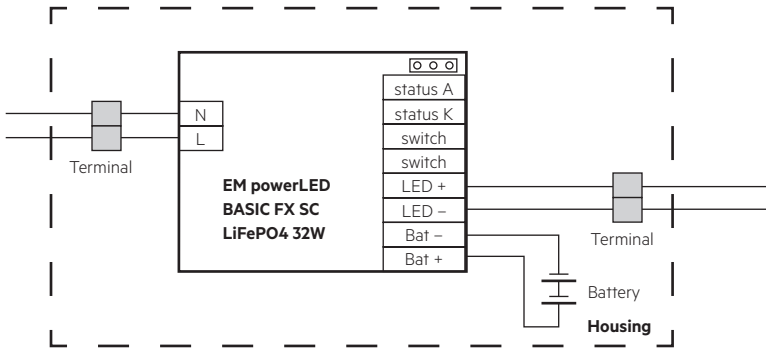 status A
status K
switch
switch
LED +
LED –
Bat –
Bat +
N
L
Terminal
EM powerLED
BASIC FX SC
LiFePO4 32W
Terminal
Battery
Housing